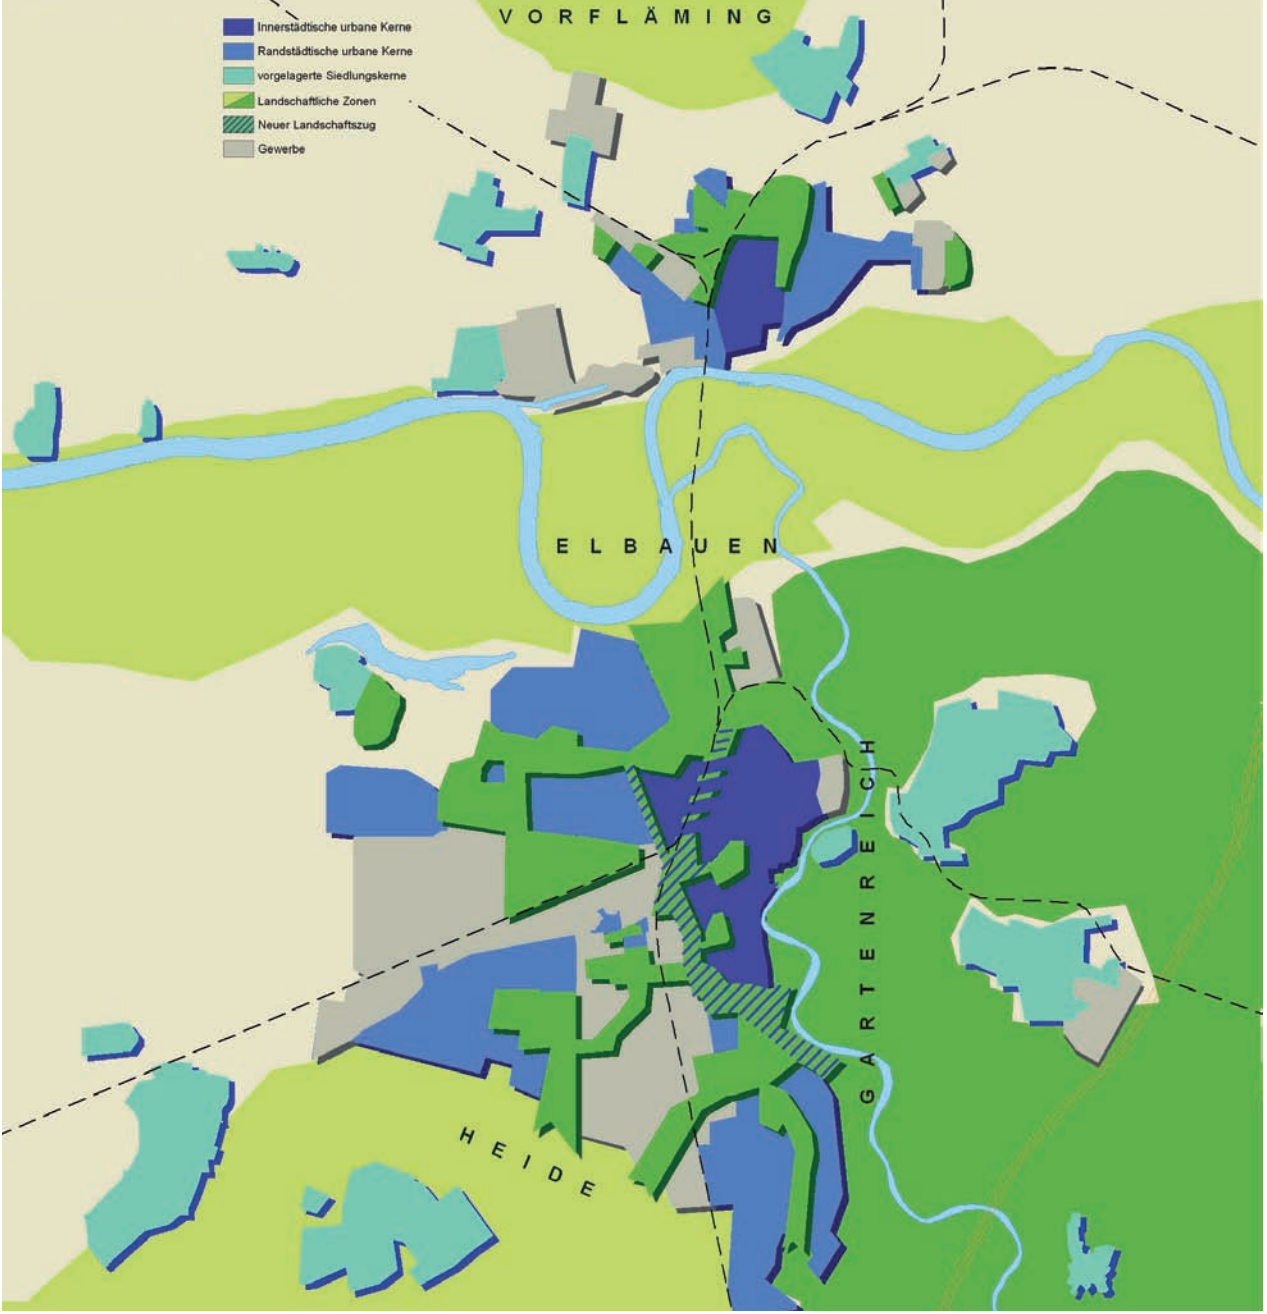 VORFLÄMING
Innerstädtische urbane Kerne
Randstädtische urbane Kerne
vorgelagerte Siedlungskerne
Landschaftliche Zonen
Neuer Landschaftszug
Gewerbe
ELBAUEN
GARTENREICH
HEIDE